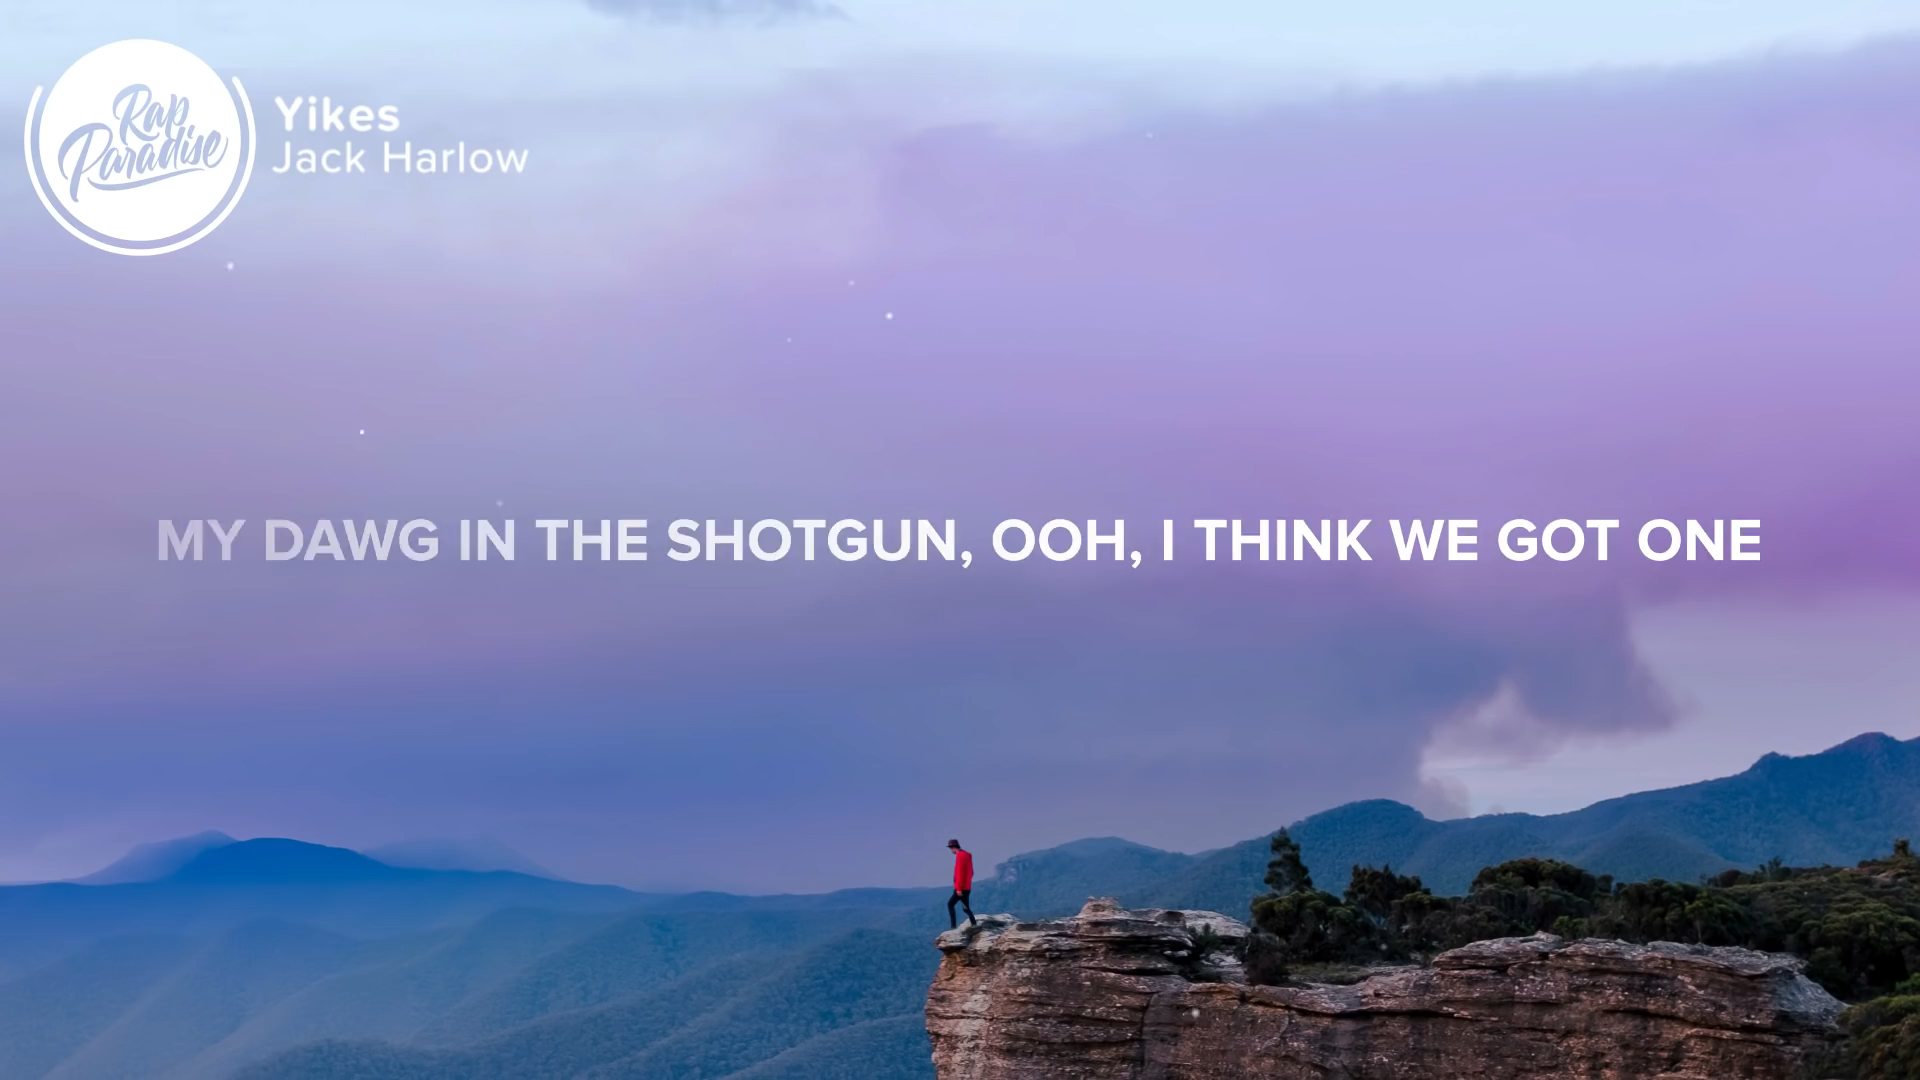 Rap
Paradise
Yikes
Jack Harlow
MY DAWG IN THE SHOTGUN, OOH, I THINK WE GOT ONE